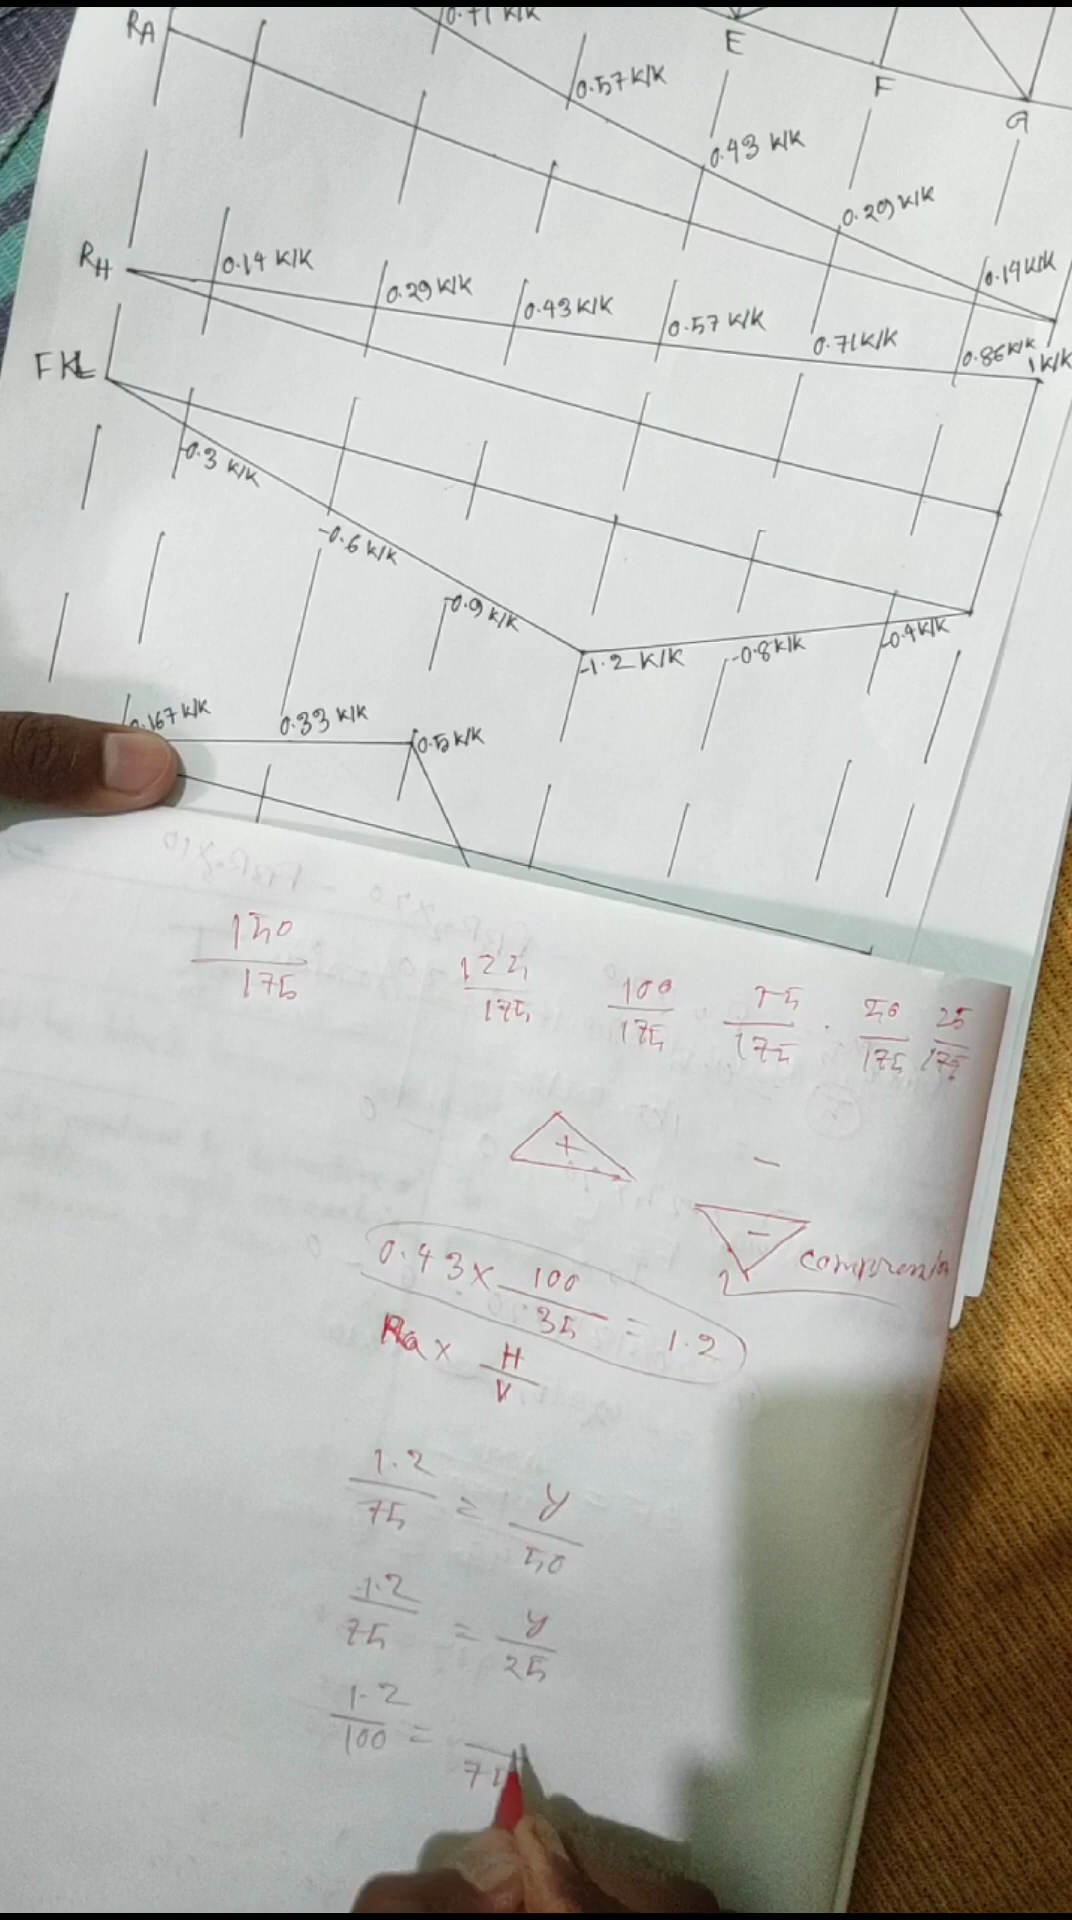 RA
0.71 K/K
E
0.57 K/K
F
G
0.43 K/K
0.29 K/K
0.14 K/K
RH
0.14 K/K
0.29 K/K
0.43 K/K
0.57 K/K
0.71 K/K
0.86 K/K
1 K/K
FKL
-0.3 K/K
-0.6 K/K
-0.9 K/K
-1.2 K/K
-0.8 K/K
-0.4 K/K
0.167 K/K
0.33 K/K
0.5 K/K
150/175 125/175 100/175 75/175 50/175 25/175
+
-
-
0.43 × 100/35 = 1.2
Ra × H/V
1.2/75 = y/50
1.2/75 = y/25
1.2/100 =